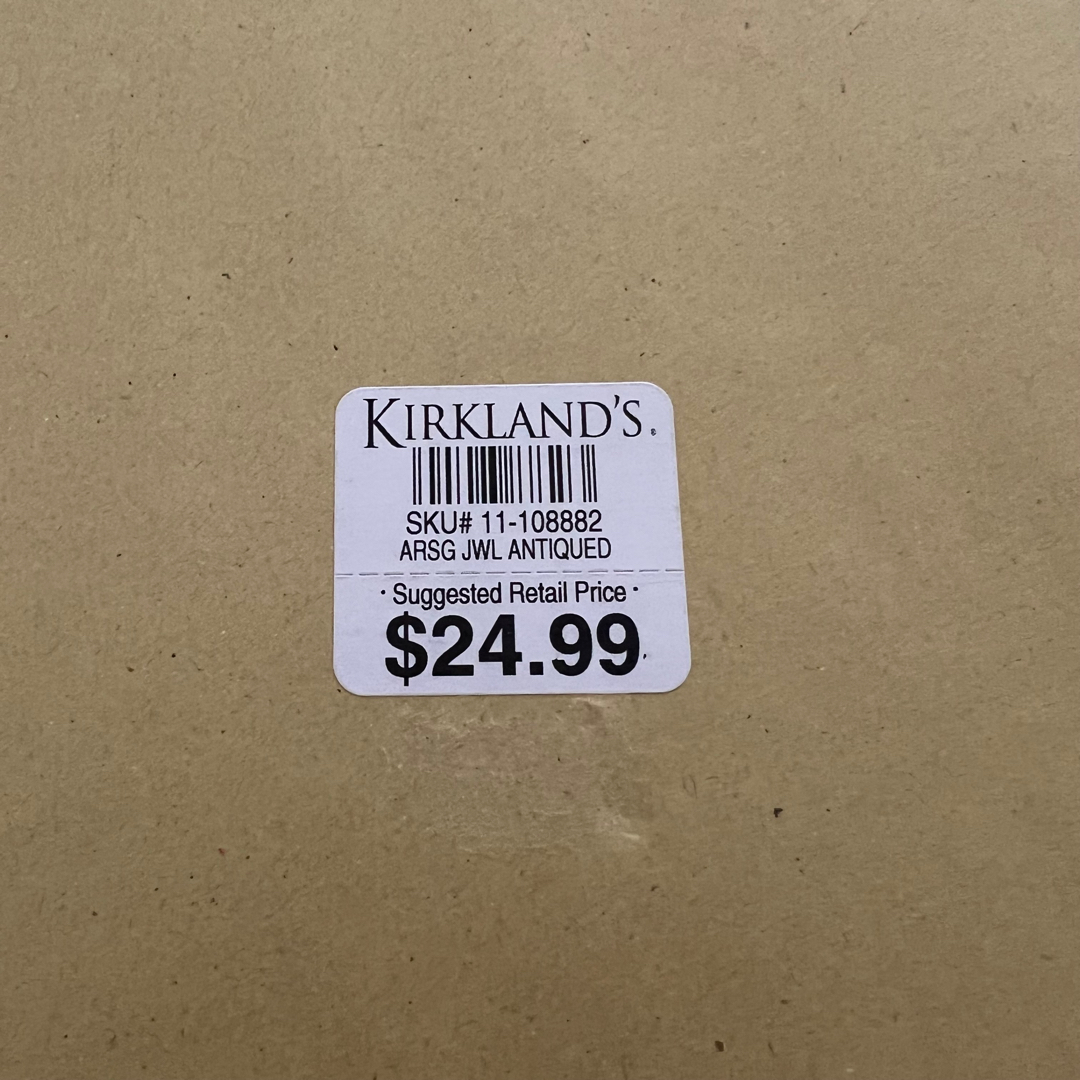 KIRKLAND'S®
SKU# 11-108882
ARSG JWL ANTIQUED
· Suggested Retail Price ·
$24.99